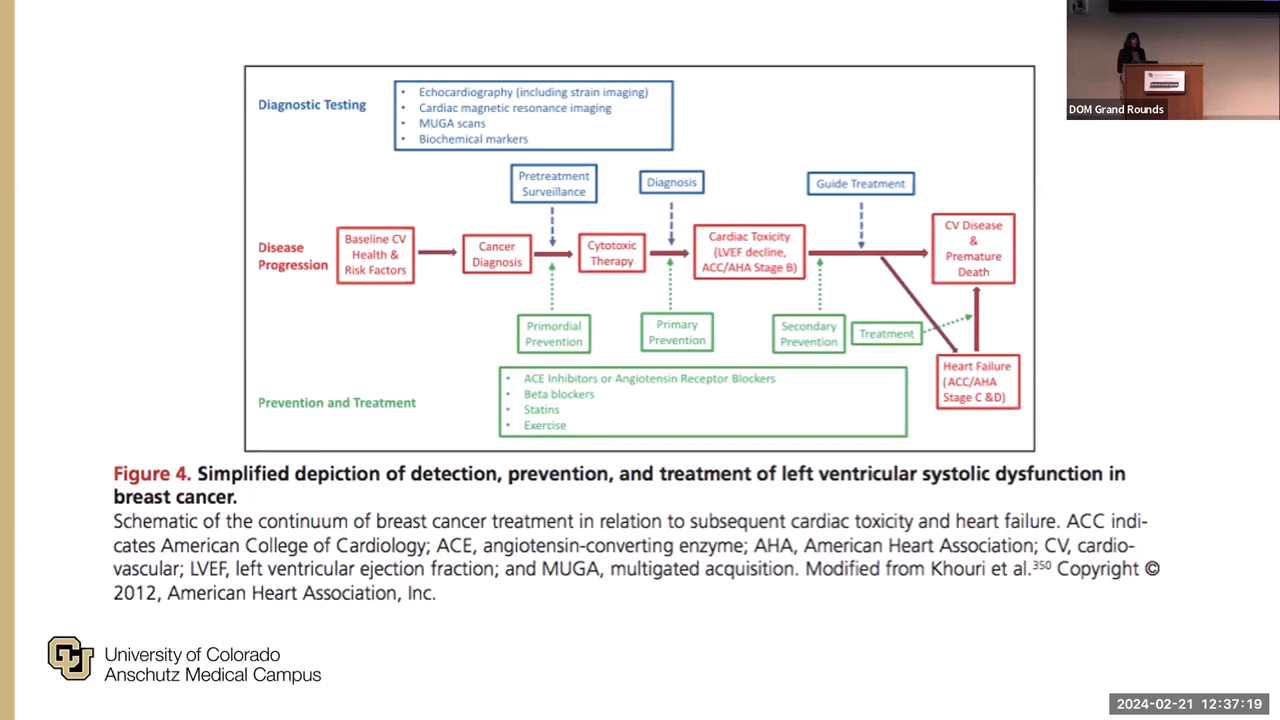 DOM Grand Rounds
Diagnostic Testing
• Echocardiography (including strain imaging)
• Cardiac magnetic resonance imaging
• MUGA scans
• Biochemical markers
Pretreatment
Surveillance
Diagnosis
Guide Treatment
Disease
Progression
Baseline CV
Health &
Risk Factors
Cancer
Diagnosis
Cytotoxic
Therapy
Cardiac Toxicity
(LVEF decline,
ACC/AHA Stage B)
CV Disease
&
Premature
Death
Primordial
Prevention
Primary
Prevention
Secondary
Prevention
Treatment
Heart Failure
(ACC/AHA
Stage C &D)
Prevention and Treatment
• ACE Inhibitors or Angiotensin Receptor Blockers
• Beta blockers
• Statins
• Exercise
Figure 4. Simplified depiction of detection, prevention, and treatment of left ventricular systolic dysfunction in
breast cancer.
Schematic of the continuum of breast cancer treatment in relation to subsequent cardiac toxicity and heart failure. ACC indi-
cates American College of Cardiology; ACE, angiotensin-converting enzyme; AHA, American Heart Association; CV, cardio-
vascular; LVEF, left ventricular ejection fraction; and MUGA, multigated acquisition. Modified from Khouri et al.³⁵⁰ Copyright ©
2012, American Heart Association, Inc.
CU
University of Colorado
Anschutz Medical Campus
2024-02-21 12:37:19